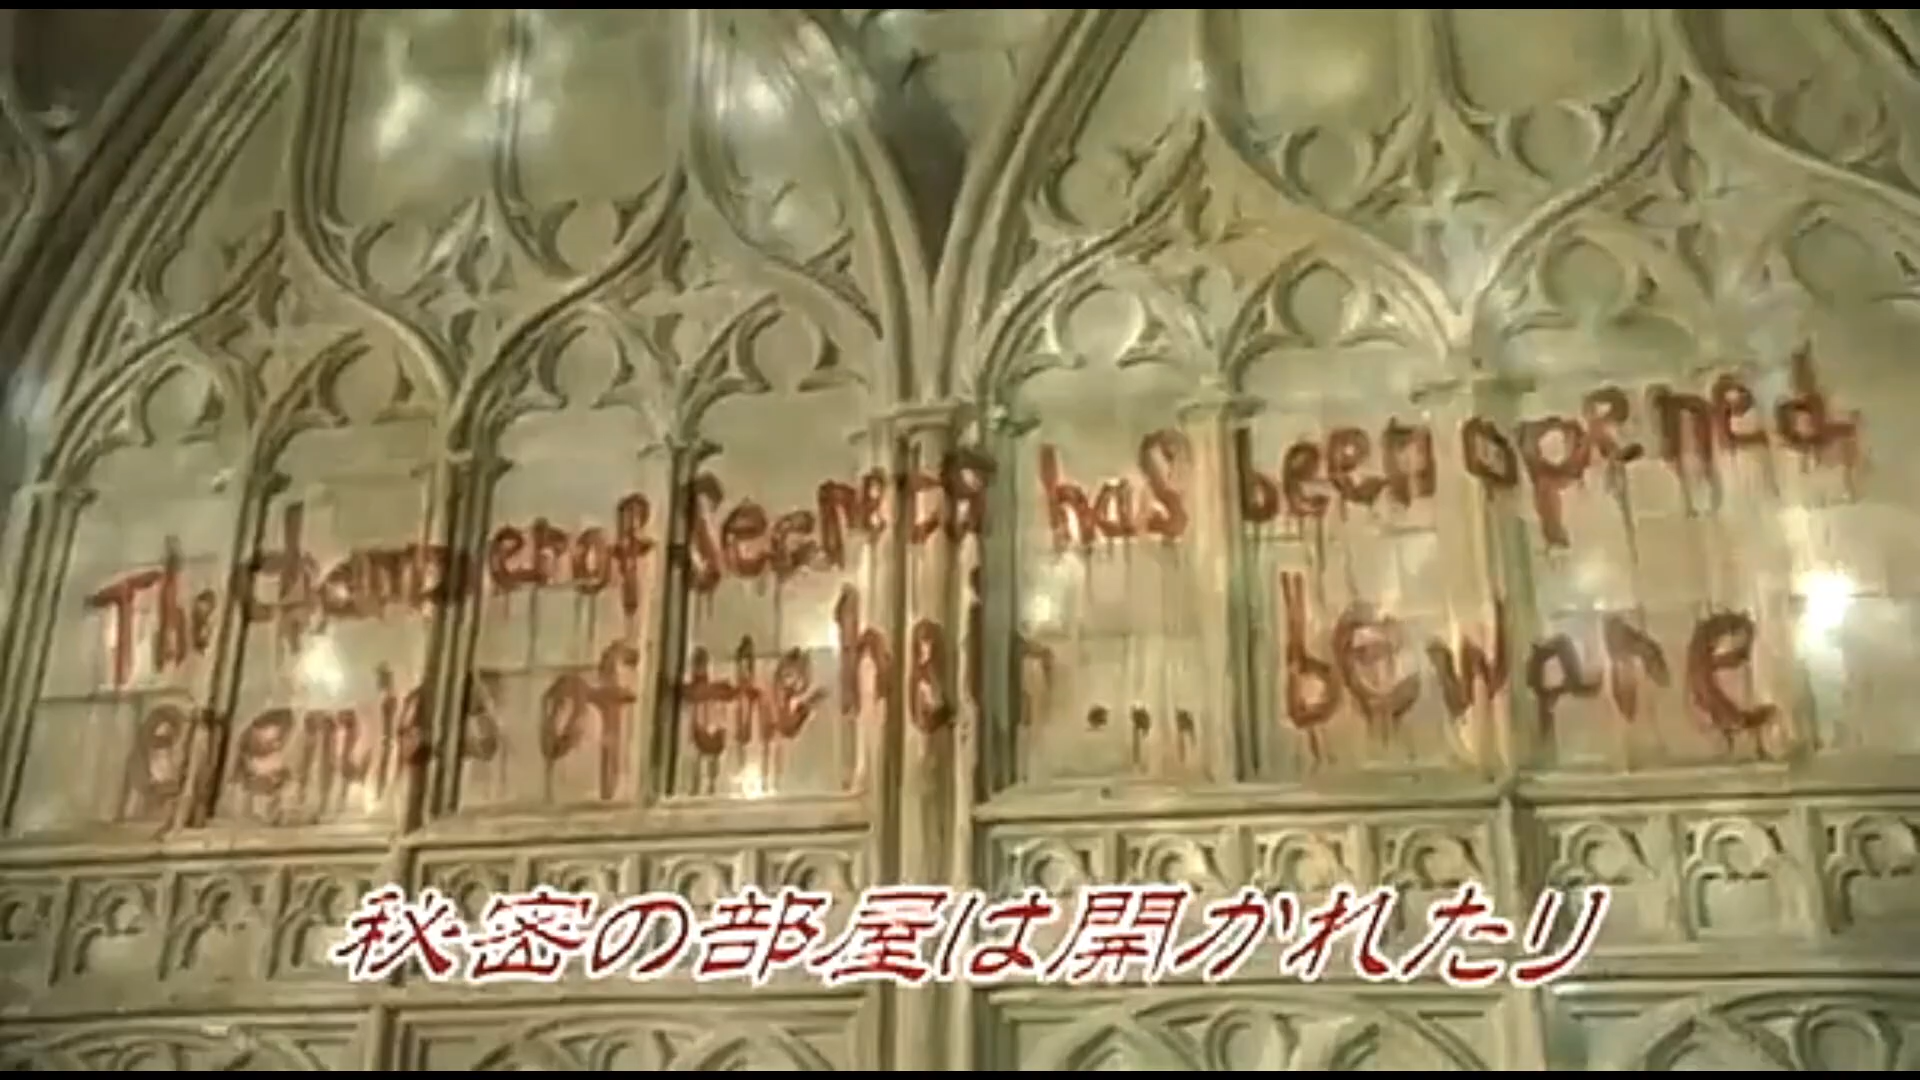 The chamber of Secrets has been opened,
enemies of the heir... beware
秘密の部屋は開かれたり